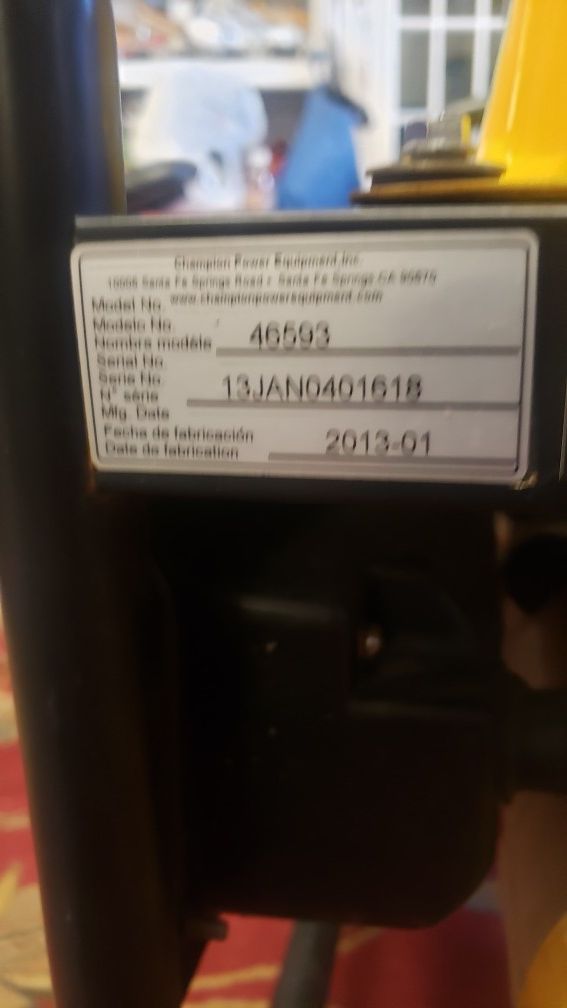 Champion Power Equipment, Inc.
Santa Fe Springs Road • Santa Fe Springs CA
www.championpowerequipment.com
Model No.
Modelo No.
Nombre modèle 46593
Serial No.
Serie No.
N° série 13JAN0401618
Mfg. Date
Fecha de fabricación
Date de fabrication 2013-01